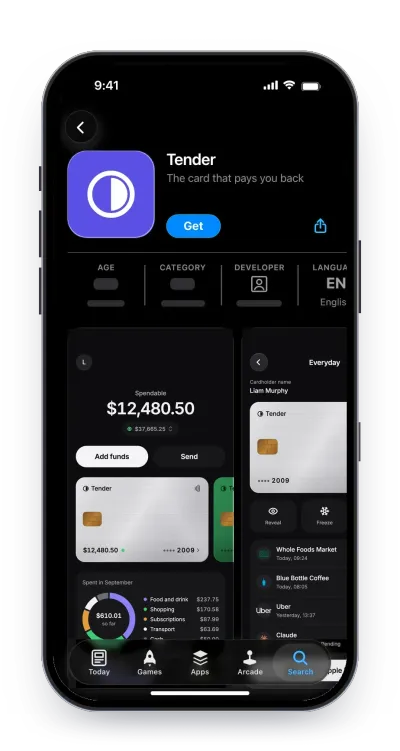 9:41
Tender
The card that pays you back
Get
AGE
CATEGORY
DEVELOPER
LANGUA
EN
Englis
L
Spendable
$12,480.50
$37,665.25
Add funds
Send
Tender
$12,480.50
2009
Te
Spent in September
$610.01
so far
Food and drink $237.75
Shopping $170.58
Subscriptions $87.99
Transport $63.69
Everyday
Cardholder name
Liam Murphy
Tender
2009
Reveal
Freeze
Whole Foods Market
Today, 09:24
Blue Bottle Coffee
Today, 08:05
Uber
Uber
Yesterday, 13:37
Claude
Pending
Today
Games
Apps
Arcade
Search